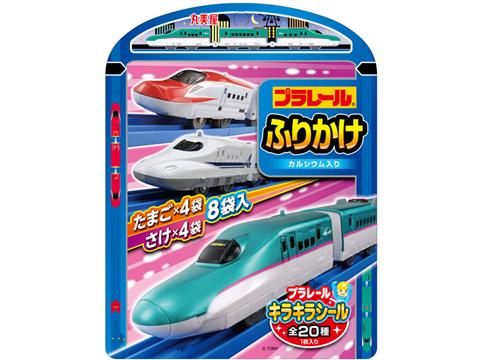 丸美屋
プラレール
ふりかけ
カルシウム入り
たまご×4袋
さけ×4袋
8袋入
プラレール
キラキラシール
全20種
1枚入り
© TOMY